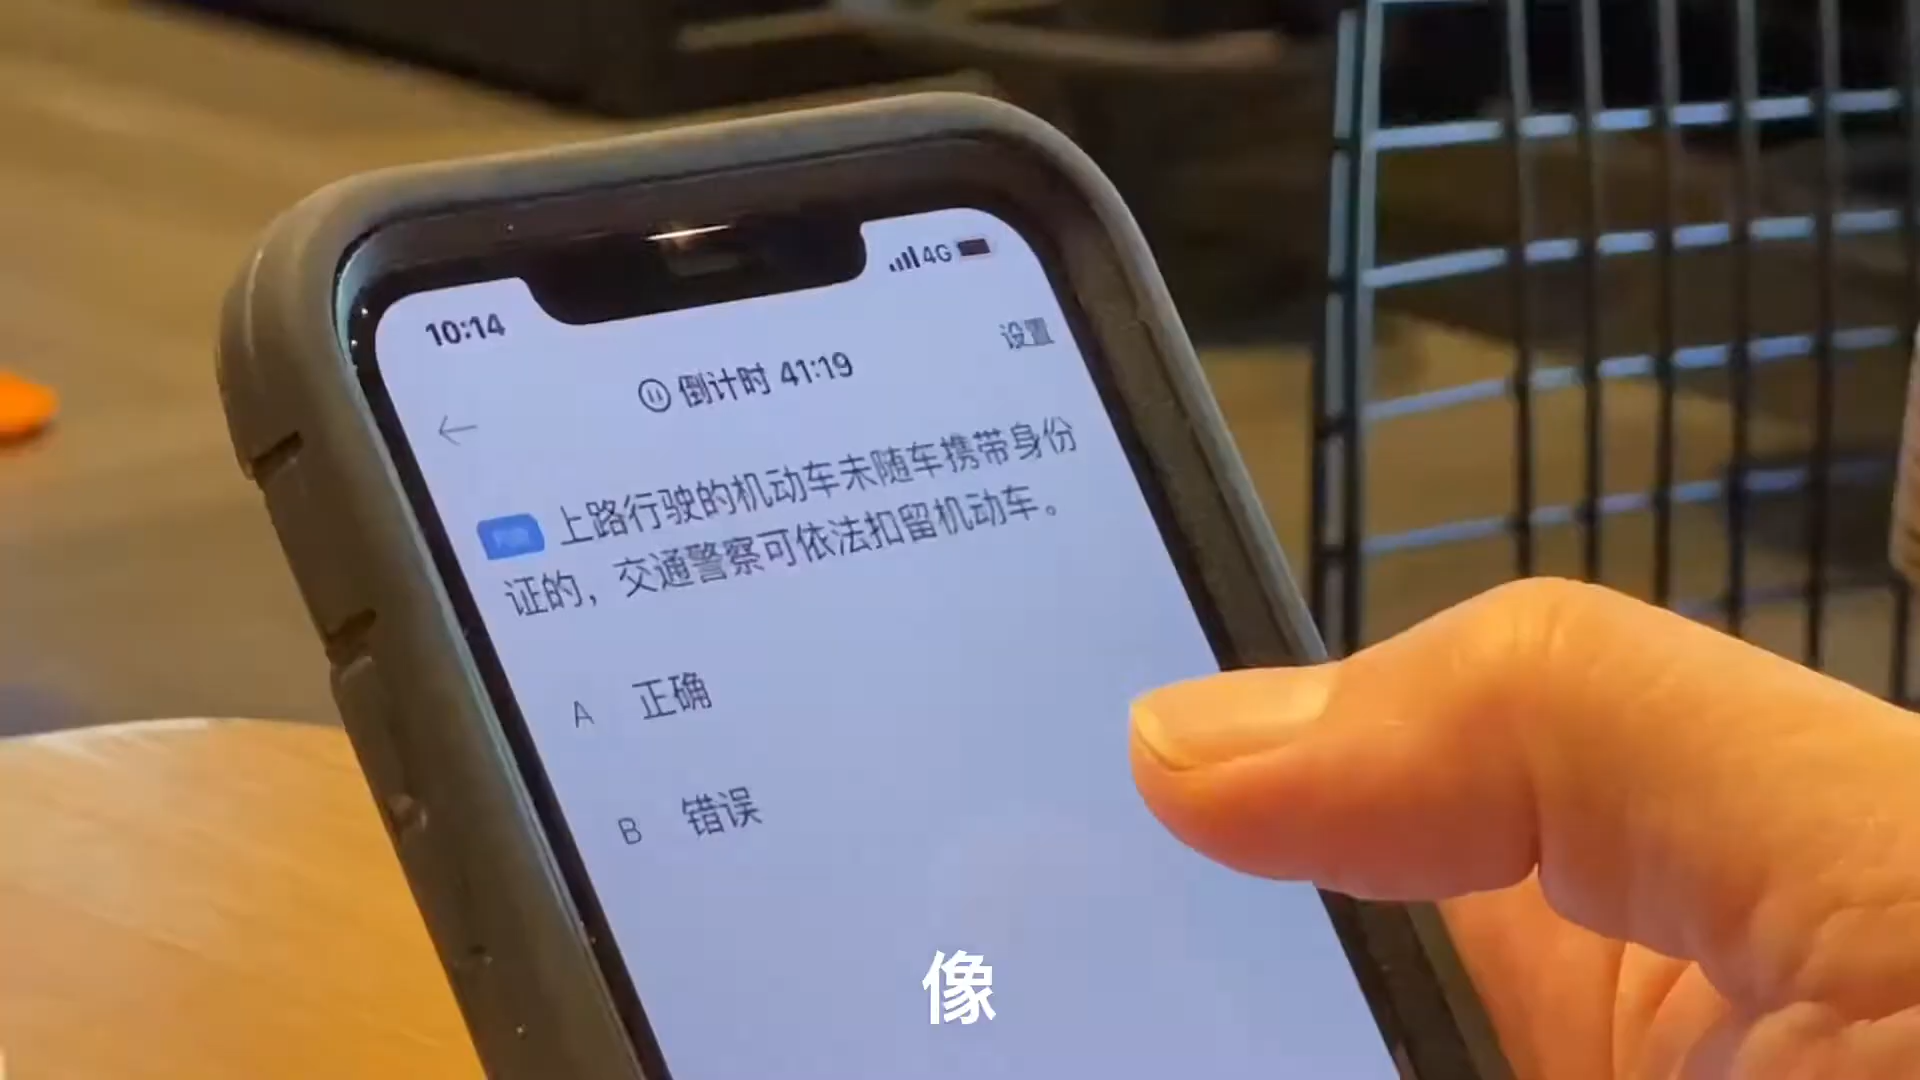 10:14
4G
倒计时 41:19
设置
上路行驶的机动车未随车携带身份
证的，交通警察可依法扣留机动车。
A 正确
B 错误
像